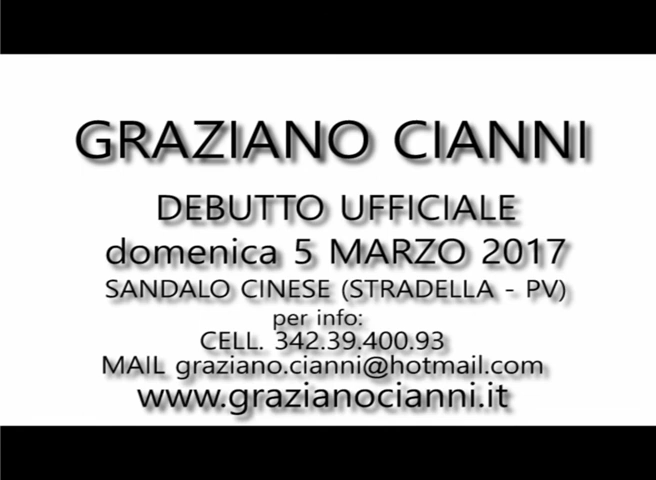 GRAZIANO CIANNI
DEBUTTO UFFICIALE
domenica 5 MARZO 2017
SANDALO CINESE (STRADELLA - PV)
per info:
CELL. 342.39.400.93
MAIL graziano.cianni@hotmail.com
www.grazianocianni.it